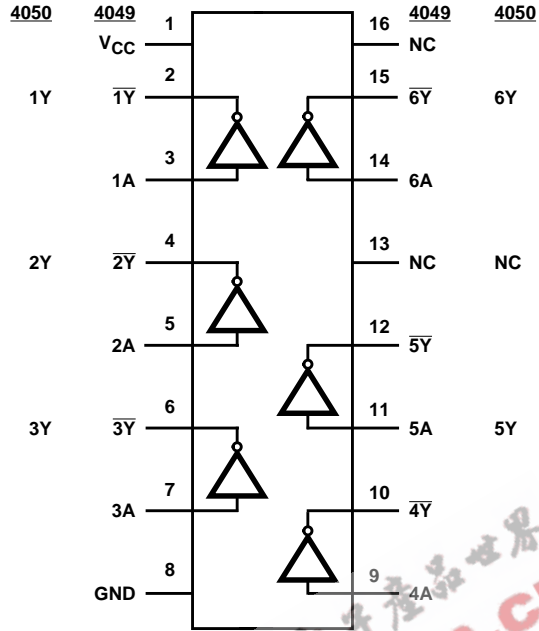 4050 4049 4049 4050
VCC 1 16 NC
1Y 1Y 2 15 6Y 6Y
1A 3 14 6A
2Y 2Y 4 13 NC NC
2A 5 12 5Y
3Y 3Y 6 11 5A 5Y
3A 7 10 4Y
GND 8 9 4A